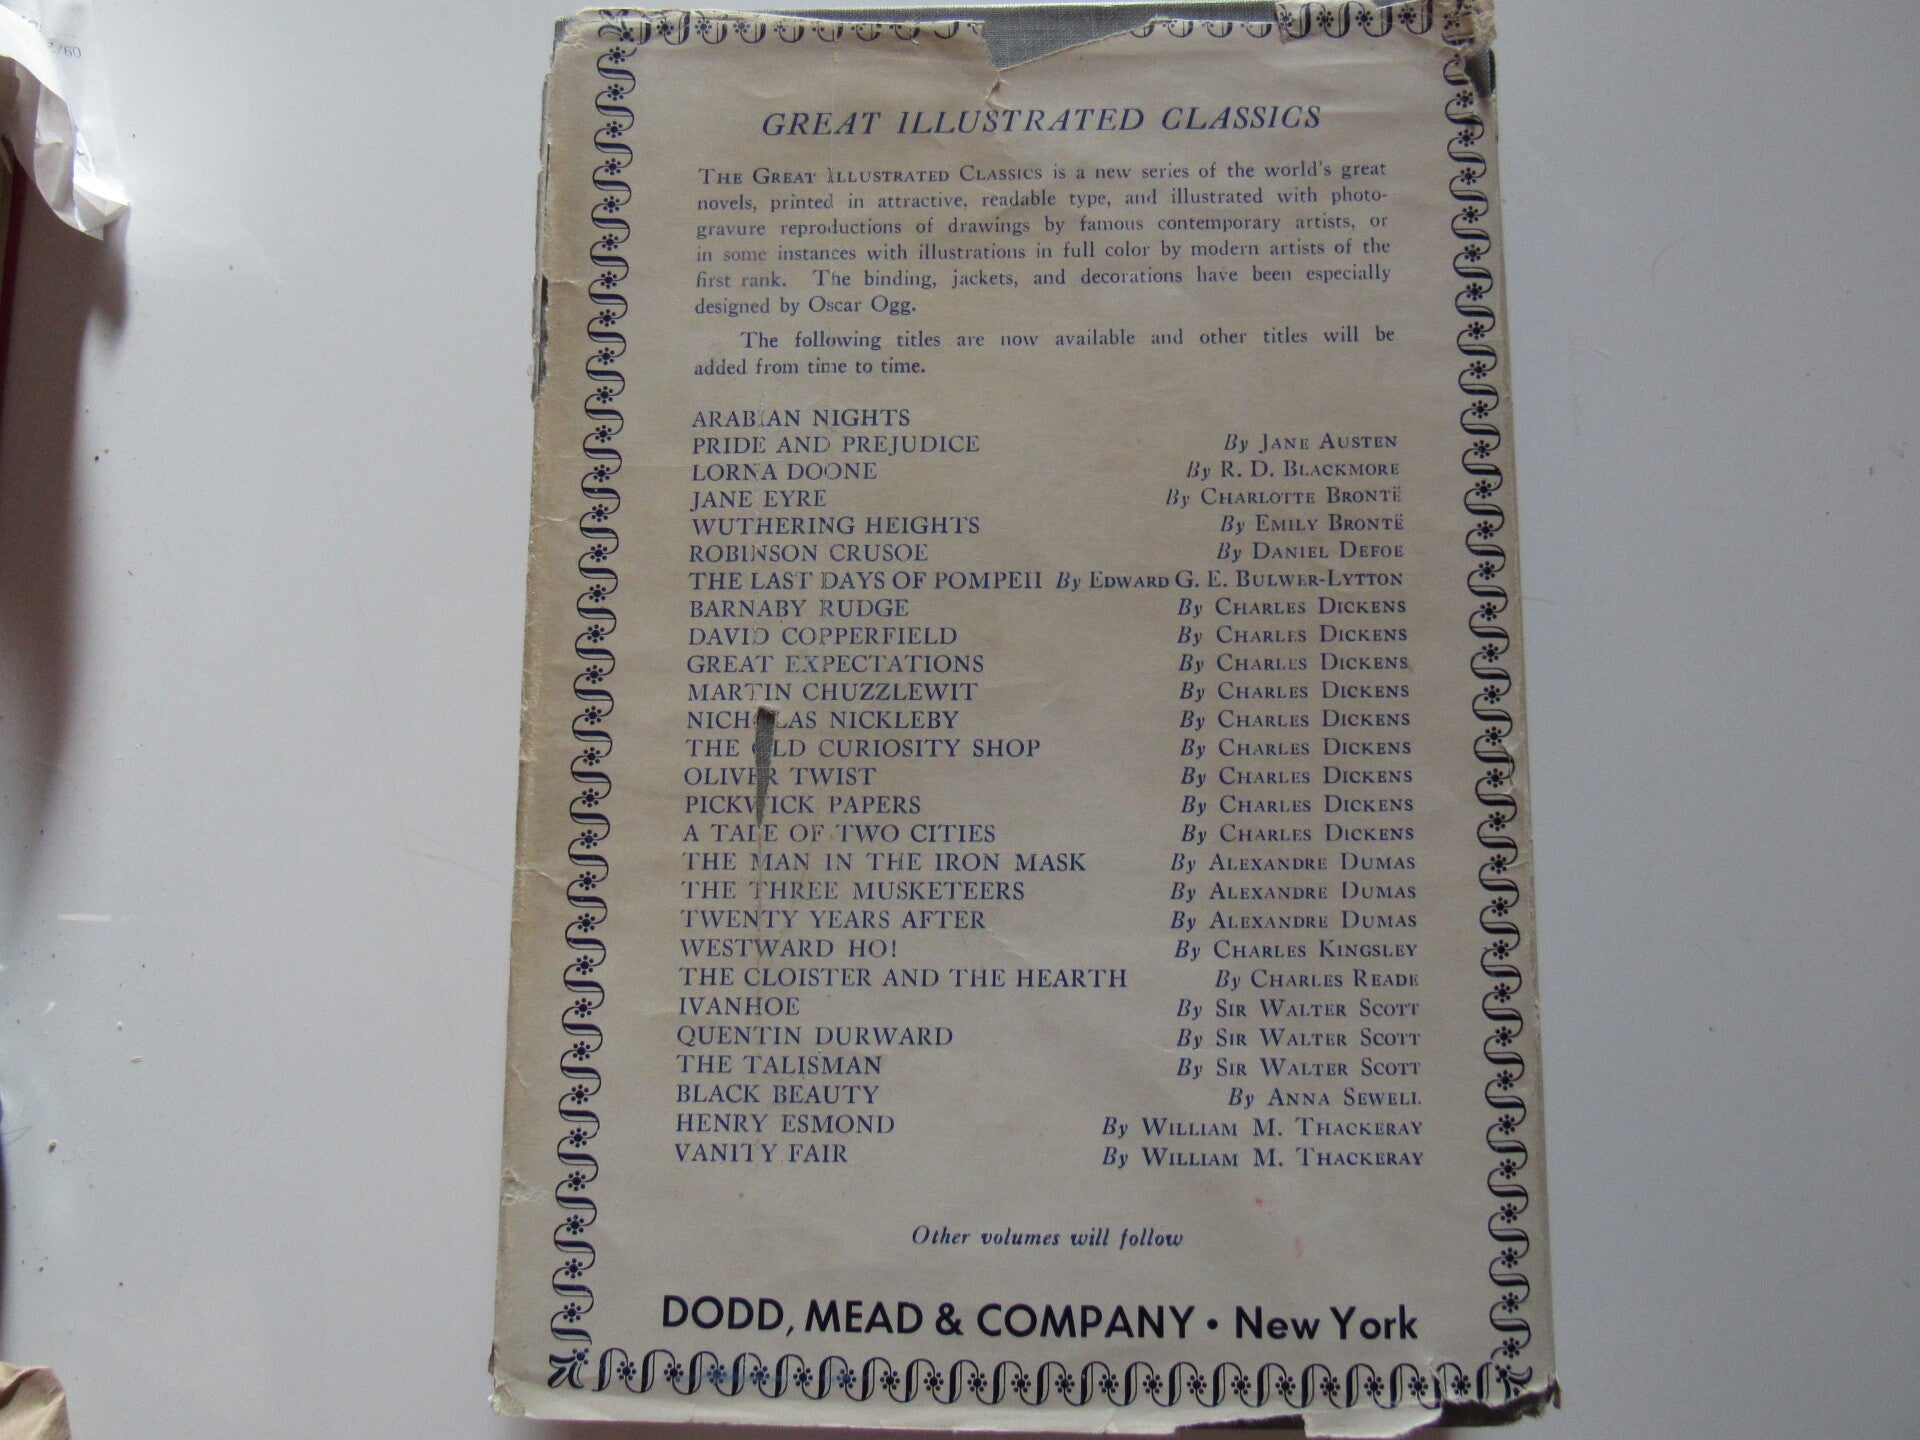 GREAT ILLUSTRATED CLASSICS
THE GREAT ILLUSTRATED CLASSICS is a new series of the world's great
novels, printed in attractive, readable type, and illustrated with photo-
gravure reproductions of drawings by famous contemporary artists, or
in some instances with illustrations in full color by modern artists of the
first rank. The binding, jackets, and decorations have been especially
designed by Oscar Ogg.
The following titles are now available and other titles will be
added from time to time.
ARABIAN NIGHTS
PRIDE AND PREJUDICE By JANE AUSTEN
LORNA DOONE By R. D. BLACKMORE
JANE EYRE By CHARLOTTE BRONTË
WUTHERING HEIGHTS By EMILY BRONTË
ROBINSON CRUSOE By DANIEL DEFOE
THE LAST DAYS OF POMPEII By EDWARD G. E. BULWER-LYTTON
BARNABY RUDGE By CHARLES DICKENS
DAVID COPPERFIELD By CHARLES DICKENS
GREAT EXPECTATIONS By CHARLES DICKENS
MARTIN CHUZZLEWIT By CHARLES DICKENS
NICHOLAS NICKLEBY By CHARLES DICKENS
THE OLD CURIOSITY SHOP By CHARLES DICKENS
OLIVER TWIST By CHARLES DICKENS
PICKWICK PAPERS By CHARLES DICKENS
A TALE OF TWO CITIES By CHARLES DICKENS
THE MAN IN THE IRON MASK By ALEXANDRE DUMAS
THE THREE MUSKETEERS By ALEXANDRE DUMAS
TWENTY YEARS AFTER By ALEXANDRE DUMAS
WESTWARD HO! By CHARLES KINGSLEY
THE CLOISTER AND THE HEARTH By CHARLES READE
IVANHOE By SIR WALTER SCOTT
QUENTIN DURWARD By SIR WALTER SCOTT
THE TALISMAN By SIR WALTER SCOTT
BLACK BEAUTY By ANNA SEWELL
HENRY ESMOND By WILLIAM M. THACKERAY
VANITY FAIR By WILLIAM M. THACKERAY
Other volumes will follow
DODD, MEAD & COMPANY • New York